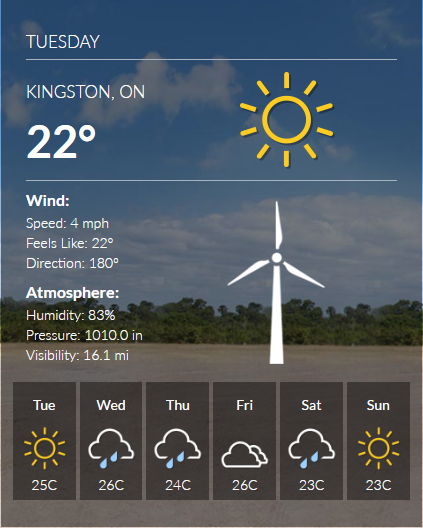 TUESDAY
KINGSTON, ON
22°
Wind:
Speed: 4 mph
Feels Like: 22°
Direction: 180°
Atmosphere:
Humidity: 83%
Pressure: 1010.0 in
Visibility: 16.1 mi
Tue Wed Thu Fri Sat Sun
25C 26C 24C 26C 23C 23C